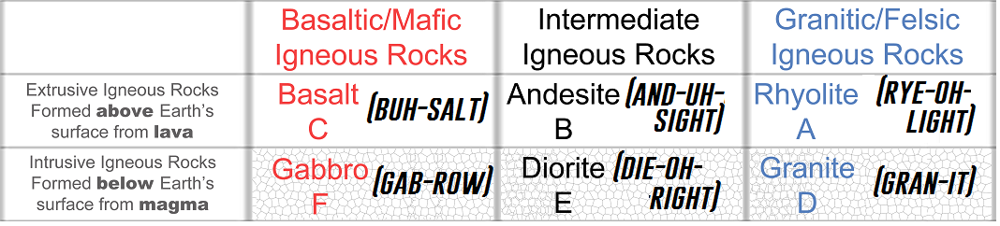 Basaltic/Mafic
Igneous Rocks
Intermediate
Igneous Rocks
Granitic/Felsic
Igneous Rocks
Extrusive Igneous Rocks
Formed above Earth's
surface from lava
Basalt
C
(BUH-SALT)
Andesite
B
(AND-UH-
SIGHT)
Rhyolite
A
(RYE-OH-
LIGHT)
Intrusive Igneous Rocks
Formed below Earth's
surface from magma
Gabbro
F
(GAB-ROW)
Diorite
E
(DIE-OH-
RIGHT)
Granite
D
(GRAN-IT)